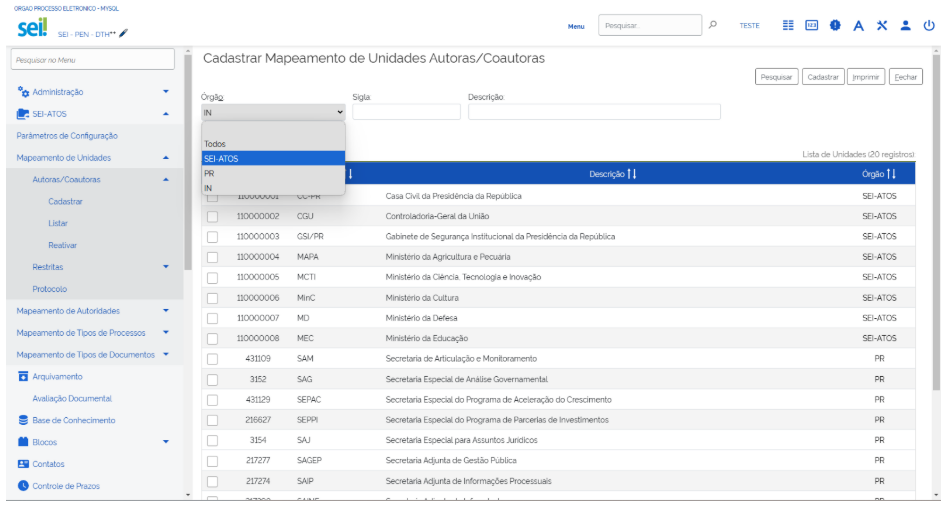 ORGAO PROCESSO ELETRONICO - MYSQL
sei!
SEI - PEN - DTH**
Menu
Pesquisar...
TESTE
Pesquisar no Menu
Administração
SEI-ATOS
Parâmetros de Configuração
Mapeamento de Unidades
Autoras/Coautoras
Cadastrar
Listar
Reativar
Restritas
Protocolo
Mapeamento de Autoridades
Mapeamento de Tipos de Processos
Mapeamento de Tipos de Documentos
Arquivamento
Avaliação Documental
Base de Conhecimento
Blocos
Contatos
Controle de Prazos
Cadastrar Mapeamento de Unidades Autoras/Coautoras
Pesquisar Cadastrar Imprimir Fechar
Órgão: Sigla: Descrição:
IN
Todos
SEI-ATOS
PR
IN
Lista de Unidades (20 registros)
Descrição Órgão
110000001 CC-PR Casa Civil da Presidência da República SEI-ATOS
110000002 CGU Controladoria-Geral da União SEI-ATOS
110000003 GSI/PR Gabinete de Segurança Institucional da Presidência da República SEI-ATOS
110000004 MAPA Ministério da Agricultura e Pecuaria SEI-ATOS
110000005 MCTI Ministério da Ciência, Tecnologia e Inovação SEI-ATOS
110000006 MinC Ministério da Cultura SEI-ATOS
110000007 MD Ministério da Defesa SEI-ATOS
110000008 MEC Ministério da Educação SEI-ATOS
431109 SAM Secretaria de Articulação e Monitoramento PR
3152 SAG Secretaria Especial de Análise Governamental PR
431129 SEPAC Secretaria Especial do Programa de Aceleração do Crescimento PR
216627 SEPPI Secretaria Especial do Programa de Parcerias de Investimentos PR
3154 SAJ Secretaria Especial para Assuntos Jurídicos PR
217277 SAGEP Secretaria Adjunta de Gestão Pública PR
217274 SAIP Secretaria Adjunta de Informações Processuais PR